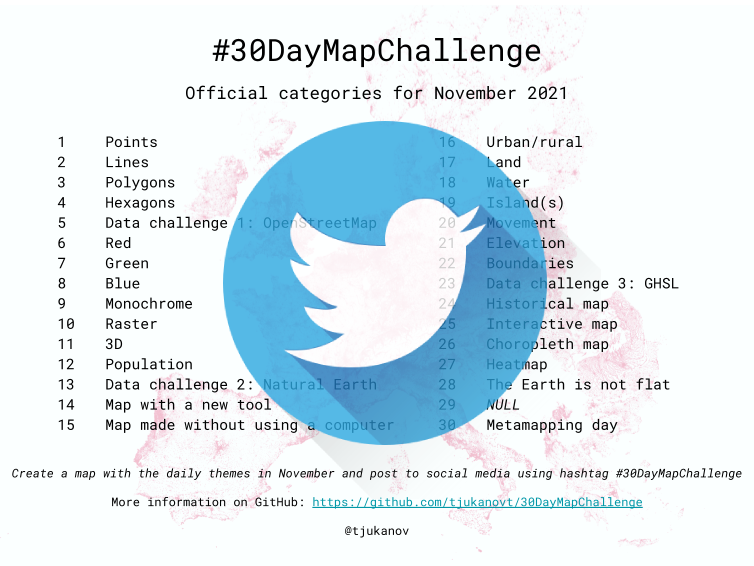 #30DayMapChallenge
Official categories for November 2021
1 Points
2 Lines
3 Polygons
4 Hexagons
5 Data challenge 1: OpenStreetMap
6 Red
7 Green
8 Blue
9 Monochrome
10 Raster
11 3D
12 Population
13 Data challenge 2: Natural Earth
14 Map with a new tool
15 Map made without using a computer
16 Urban/rural
17 Land
18 Water
19 Island(s)
20 Movement
21 Elevation
22 Boundaries
23 Data challenge 3: GHSL
24 Historical map
25 Interactive map
26 Choropleth map
27 Heatmap
28 The Earth is not flat
29 NULL
30 Metamapping day
Create a map with the daily themes in November and post to social media using hashtag #30DayMapChallenge
More information on GitHub: https://github.com/tjukanovt/30DayMapChallenge
@tjukanov